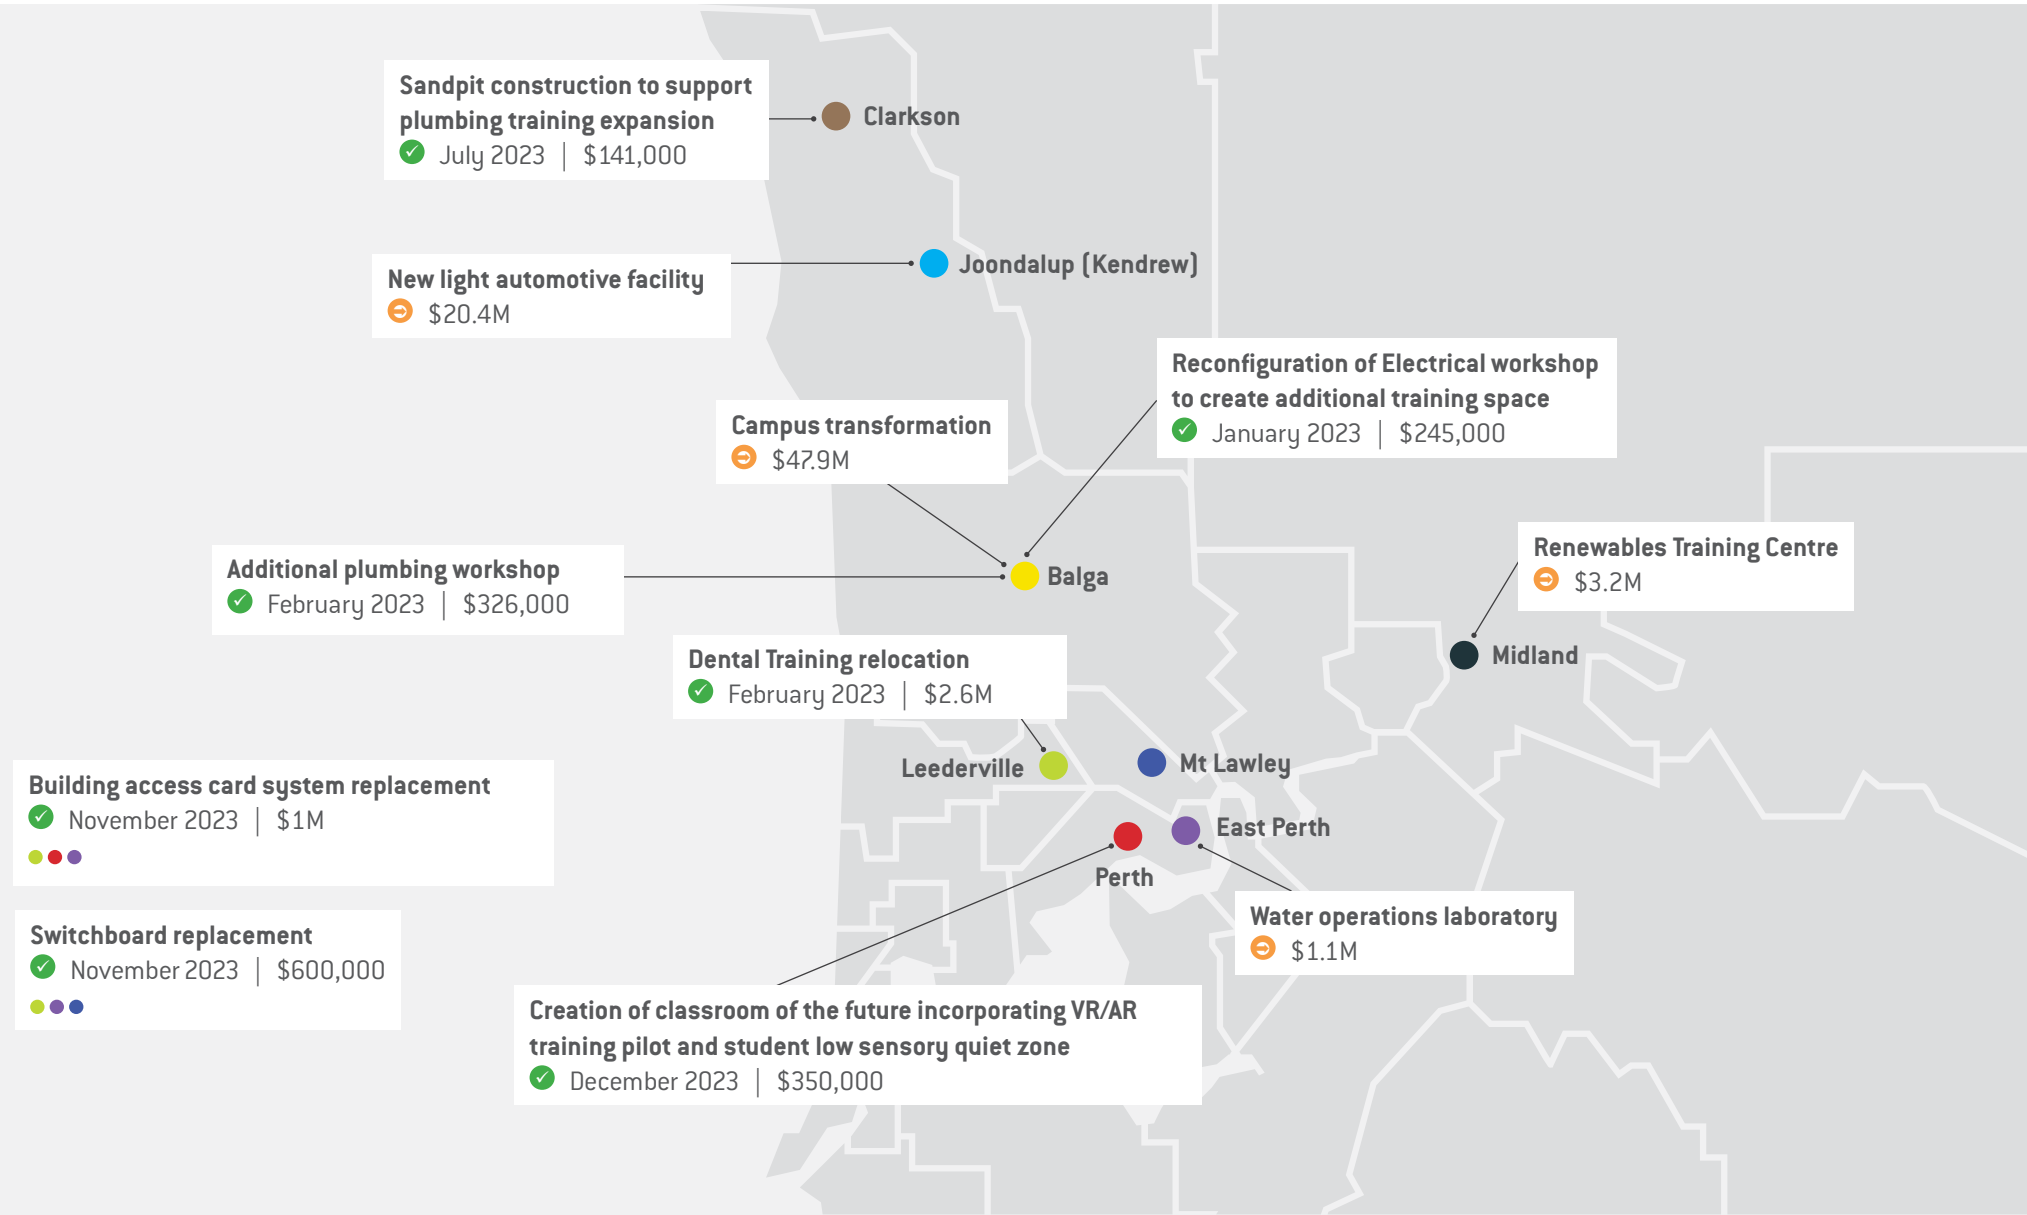 Sandpit construction to support
plumbing training expansion
July 2023 | $141,000
Clarkson
New light automotive facility
$20.4M
Joondalup (Kendrew)
Reconfiguration of Electrical workshop
to create additional training space
January 2023 | $245,000
Campus transformation
$47.9M
Additional plumbing workshop
February 2023 | $326,000
Balga
Renewables Training Centre
$3.2M
Midland
Dental Training relocation
February 2023 | $2.6M
Leederville
Mt Lawley
Building access card system replacement
November 2023 | $1M
East Perth
Perth
Switchboard replacement
November 2023 | $600,000
Water operations laboratory
$1.1M
Creation of classroom of the future incorporating VR/AR
training pilot and student low sensory quiet zone
December 2023 | $350,000